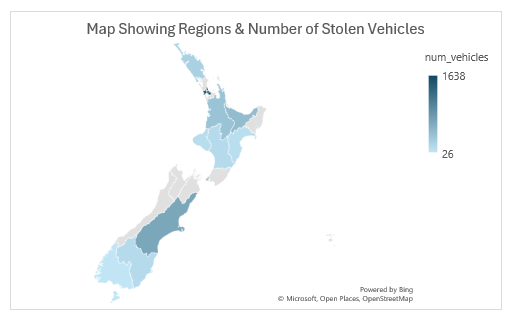 Map Showing Regions & Number of Stolen Vehicles
num_vehicles
1638
26
Powered by Bing
© Microsoft, Open Places, OpenStreetMap